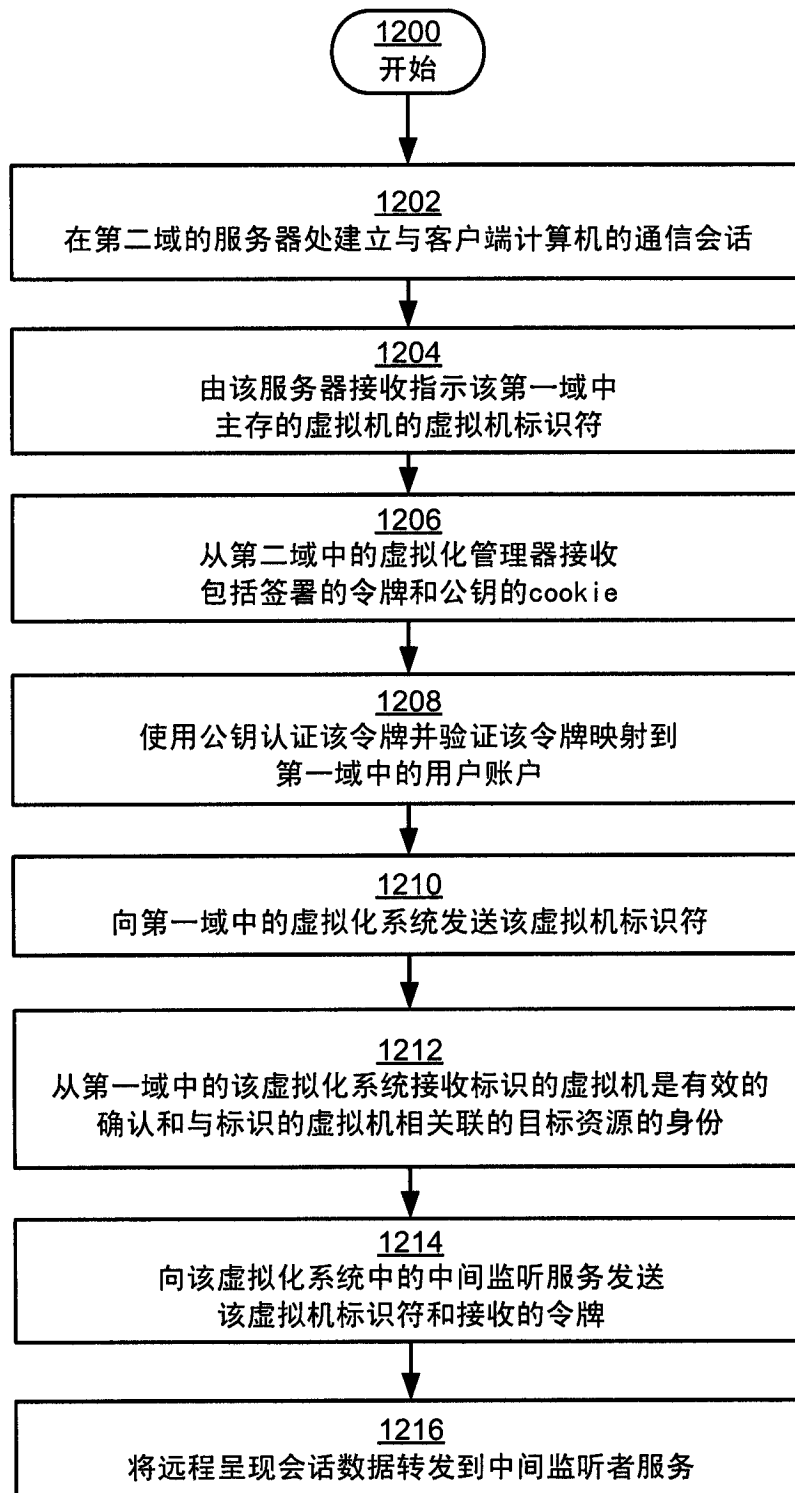 1200
开始
1202
在第二域的服务器处建立与客户端计算机的通信会话
1204
由该服务器接收指示该第一域中
主存的虚拟机的虚拟机标识符
1206
从第二域中的虚拟化管理器接收
包括签署的令牌和公钥的cookie
1208
使用公钥认证该令牌并验证该令牌映射到
第一域中的用户账户
1210
向第一域中的虚拟化系统发送该虚拟机标识符
1212
从第一域中的该虚拟化系统接收标识的虚拟机是有效的
确认和与标识的虚拟机相关联的目标资源的身份
1214
向该虚拟化系统中的中间监听服务发送
该虚拟机标识符和接收的令牌
1216
将远程呈现会话数据转发到中间监听者服务